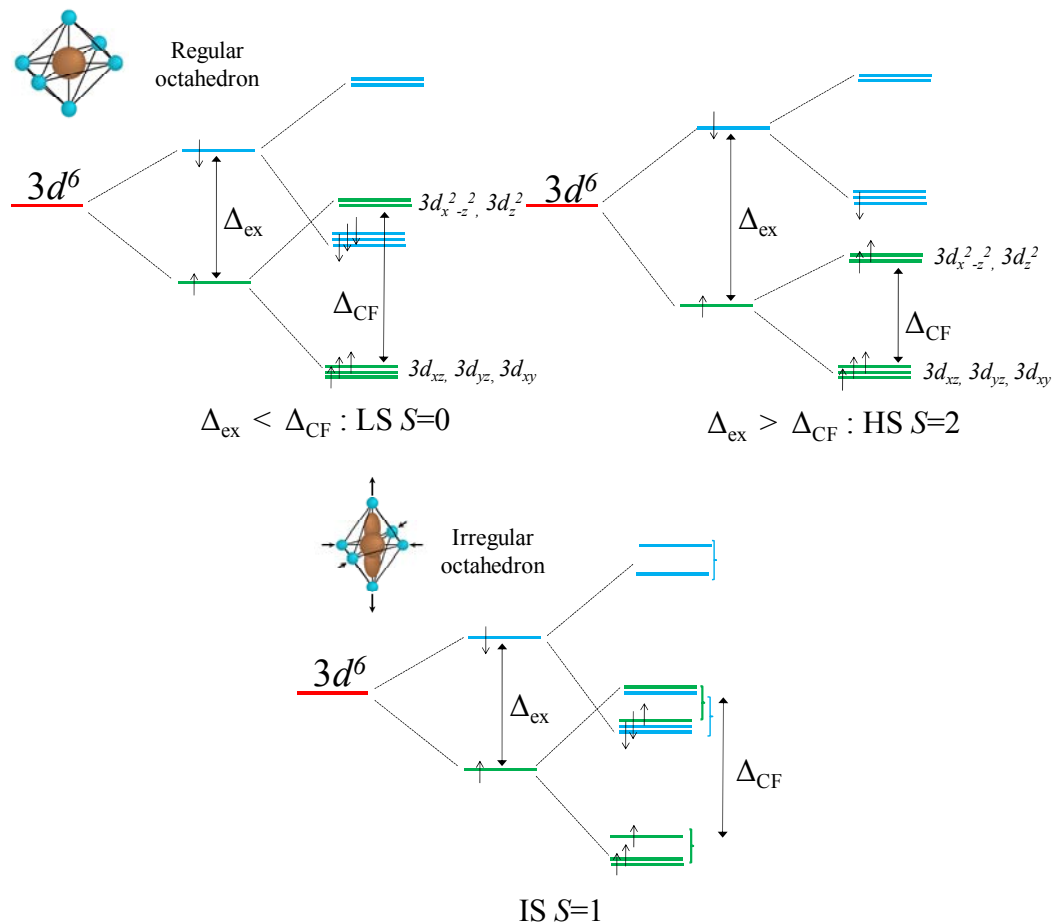 Regular
octahedron
3d⁶
Δex
3dₓ²₋z², 3dz²
ΔCF
3dxz, 3dyz, 3dxy
Δex < ΔCF : LS S=0
3d⁶
Δex
3dₓ²₋z², 3dz²
ΔCF
3dxz, 3dyz, 3dxy
Δex > ΔCF : HS S=2
Irregular
octahedron
3d⁶
Δex
ΔCF
IS S=1